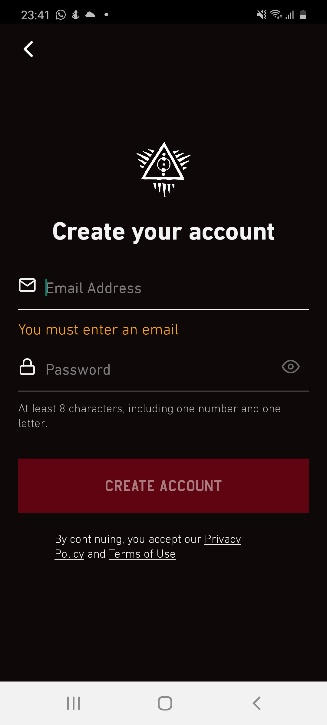 23:41
Create your account
Email Address
You must enter an email
Password
At least 8 characters, including one number and one
letter.
CREATE ACCOUNT
By continuing, you accept our Privacy
Policy and Terms of Use